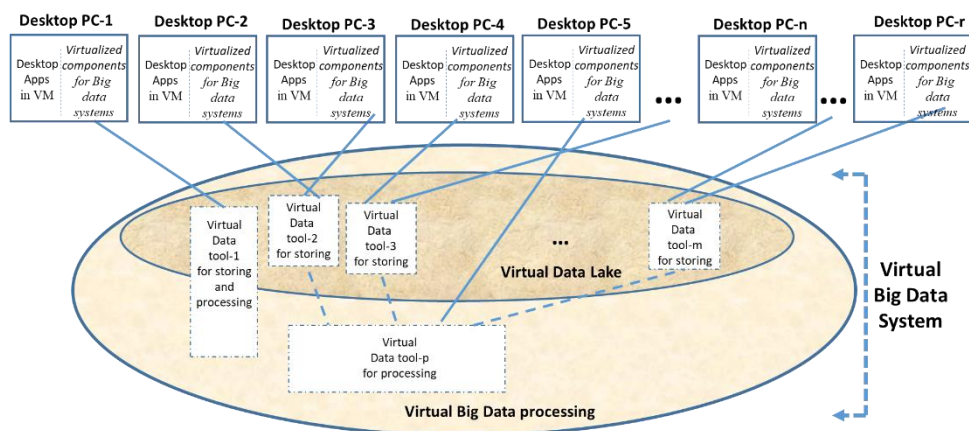 Desktop PC-1 Desktop PC-2 Desktop PC-3 Desktop PC-4 Desktop PC-5 Desktop PC-n Desktop PC-r
Desktop
Apps
in VM
Virtualized
components
for Big
data
systems
Desktop
Apps
in VM
Virtualized
components
for Big
data
systems
Desktop
Apps
in VM
Virtualized
components
for Big
data
systems
Desktop
Apps
in VM
Virtualized
components
for Big
data
systems
Desktop
Apps
in VM
Virtualized
components
for Big
data
systems
...
Desktop
Apps
in VM
Virtualized
components
for Big
data
systems
...
Desktop
Apps
in VM
Virtualized
components
for Big
data
systems
Virtual
Data
tool-1
for storing
and
processing
Virtual
Data
tool-2
for storing
Virtual
Data
tool-3
for storing
...
Virtual
Data
tool-m
for storing
Virtual Data Lake
Virtual
Big Data
System
Virtual
Data tool-p
for processing
Virtual Big Data processing